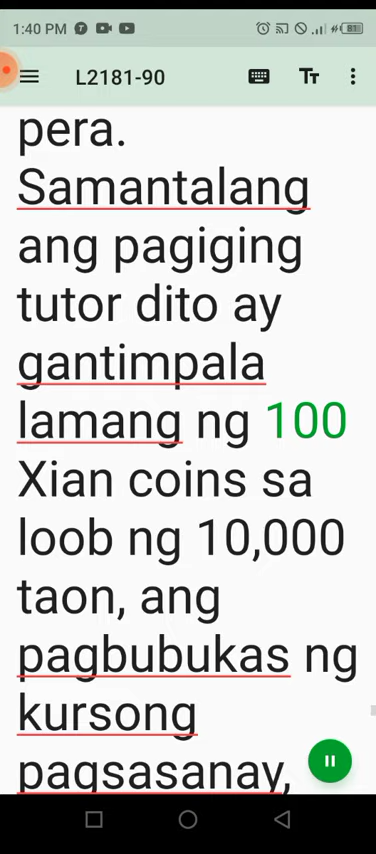 1:40 PM
81
L2181-90
pera.
Samantalang
ang pagiging
tutor dito ay
gantimpala
lamang ng 100
Xian coins sa
loob ng 10,000
taon, ang
pagbubukas ng
kursong
pagsasanay,